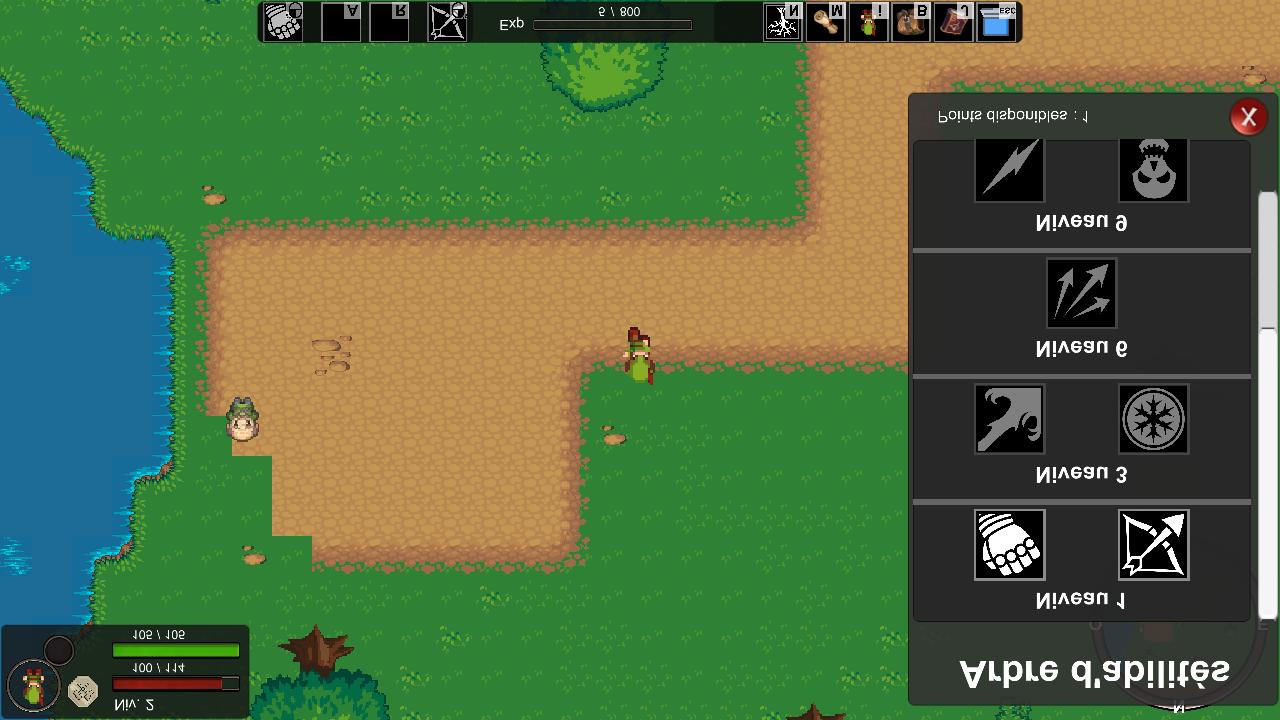 Arbre d'abilités
Niveau 1
Niveau 3
Niveau 6
Niveau 9
Points disponibles : 1
X
Niv. 2
100 / 114
105 / 105
A
R
Exp
5 / 800
N
M
I
B
J
ESC
N